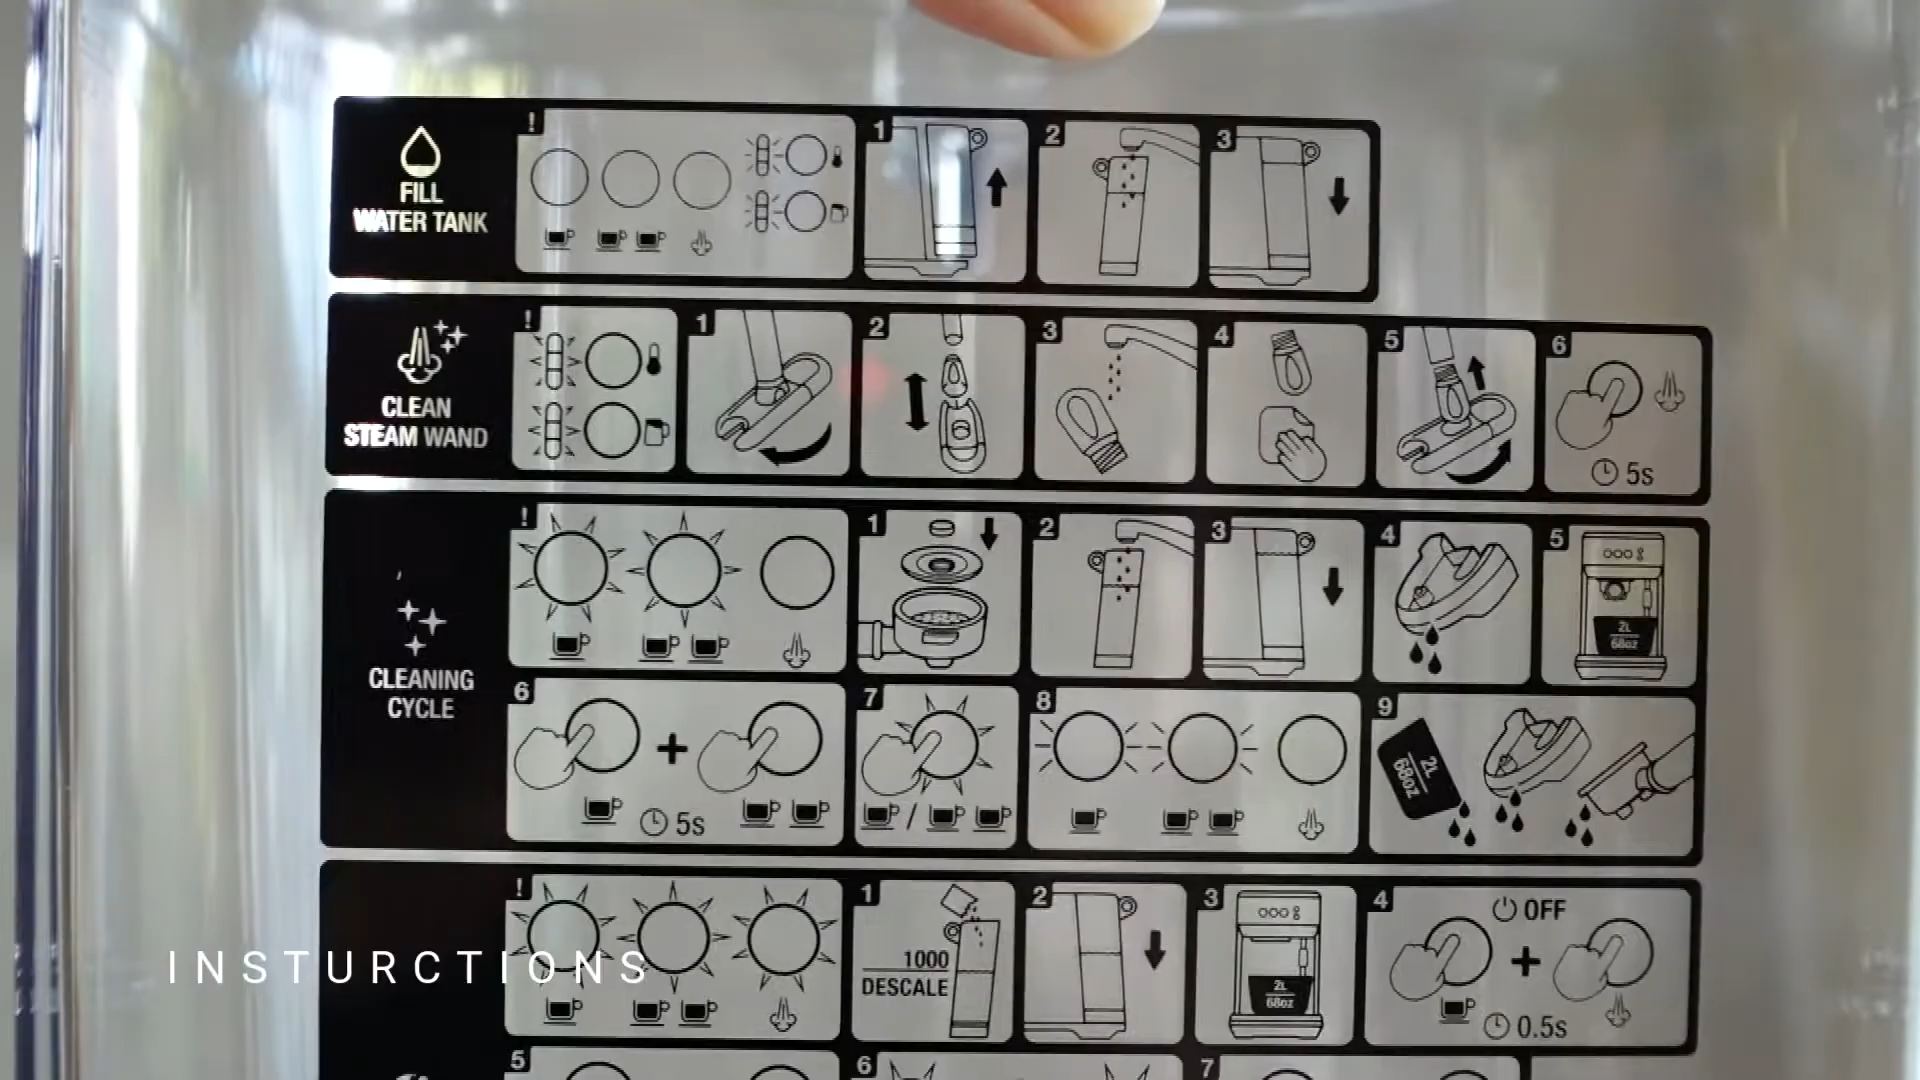 !
1
2
3
FILL
WATER TANK
!
1
2
3
4
5
6
CLEAN
STEAM WAND
5s
!
1
2
3
4
5
2L
68oz
CLEANING
CYCLE
6
7
8
9
5s
/
2L
68oz
!
1
2
3
4
OFF
1000
DESCALE
2L
68oz
0.5s
INSTURCTIONS
5
6
7